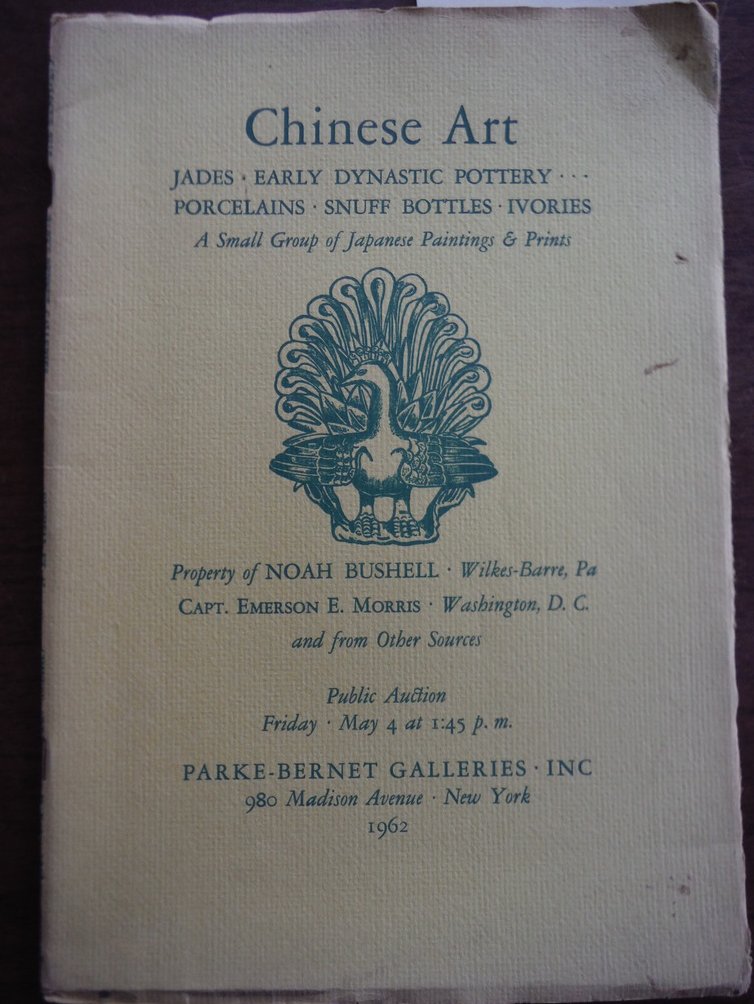 Chinese Art
JADES · EARLY DYNASTIC POTTERY · · ·
PORCELAINS · SNUFF BOTTLES · IVORIES
A Small Group of Japanese Paintings & Prints
Property of NOAH BUSHELL · Wilkes-Barre, Pa
CAPT. EMERSON E. MORRIS · Washington, D. C.
and from Other Sources
Public Auction
Friday · May 4 at 1:45 p. m.
PARKE-BERNET GALLERIES · INC
980 Madison Avenue · New York
1962